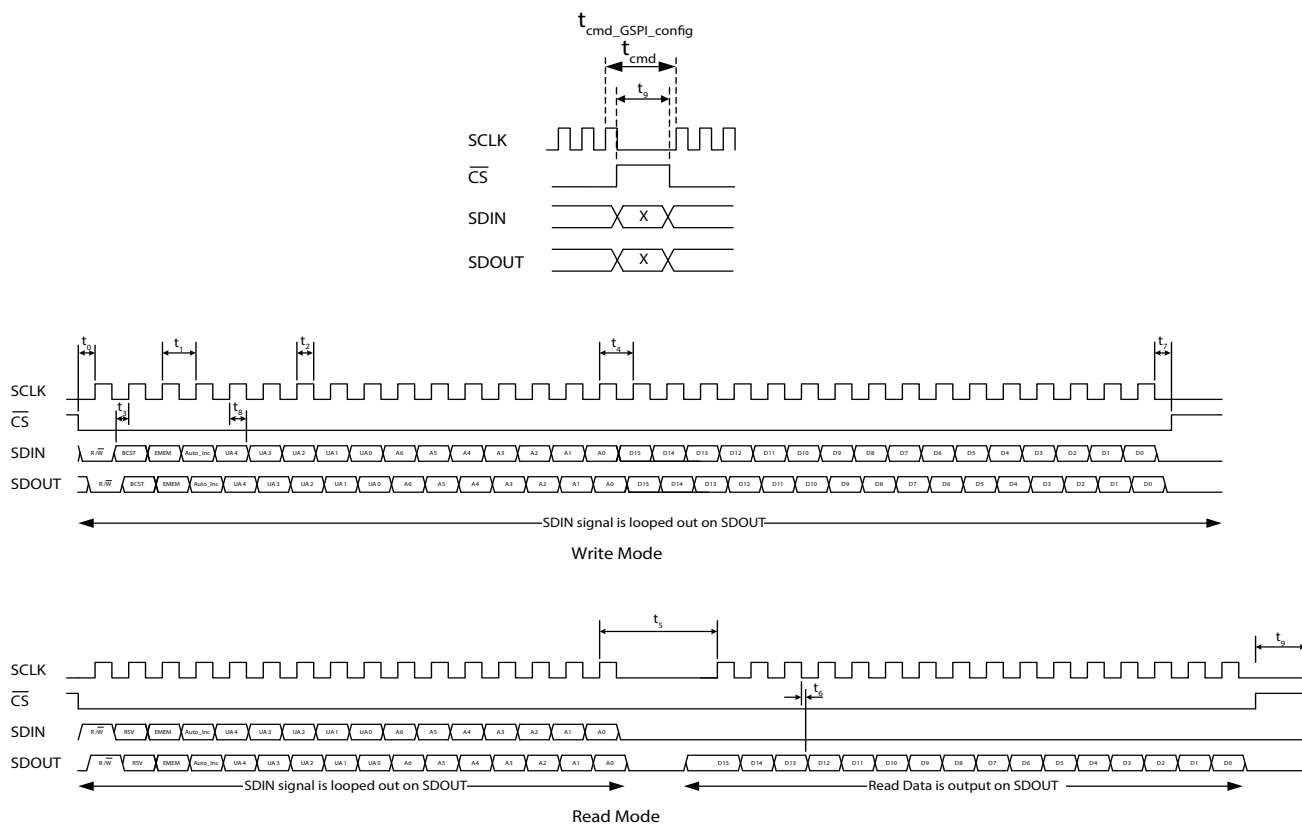 t cmd_GSPI_config
t cmd
t9
SCLK
CS
SDIN X
SDOUT X
t0 t1 t2 t4 t7
SCLK
CS t3 t8
SDIN R/W BCST EMEM Auto_Inc UA4 UA3 UA2 UA1 UA0 A6 A5 A4 A3 A2 A1 A0 D15 D14 D13 D12 D11 D10 D9 D8 D7 D6 D5 D4 D3 D2 D1 D0
SDOUT R/W BCST EMEM Auto_Inc UA4 UA3 UA2 UA1 UA0 A6 A5 A4 A3 A2 A1 A0 D15 D14 D13 D12 D11 D10 D9 D8 D7 D6 D5 D4 D3 D2 D1 D0
SDIN signal is looped out on SDOUT
Write Mode
t5 t9
SCLK
CS t6
SDIN R/W RSV EMEM Auto_Inc UA4 UA3 UA2 UA1 UA0 A6 A5 A4 A3 A2 A1 A0
SDOUT R/W RSV EMEM Auto_Inc UA4 UA3 UA2 UA1 UA0 A6 A5 A4 A3 A2 A1 A0 D15 D14 D13 D12 D11 D10 D9 D8 D7 D6 D5 D4 D3 D2 D1 D0
SDIN signal is looped out on SDOUT Read Data is output on SDOUT
Read Mode